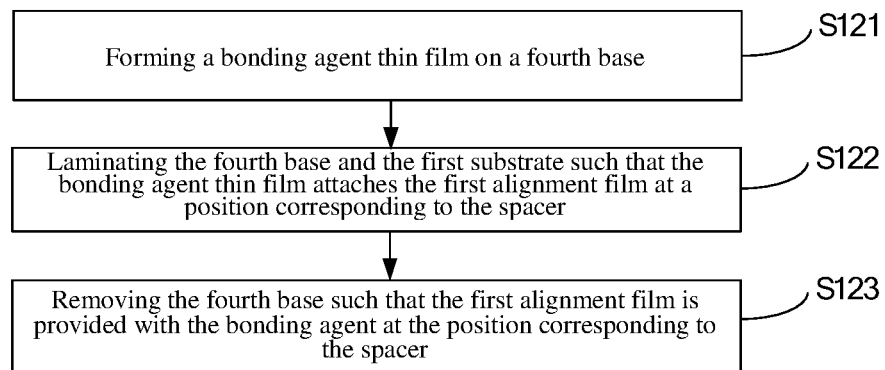 Forming a bonding agent thin film on a fourth base
S121
Laminating the fourth base and the first substrate such that the
bonding agent thin film attaches the first alignment film at a
position corresponding to the spacer
S122
Removing the fourth base such that the first alignment film is
provided with the bonding agent at the position corresponding to
the spacer
S123